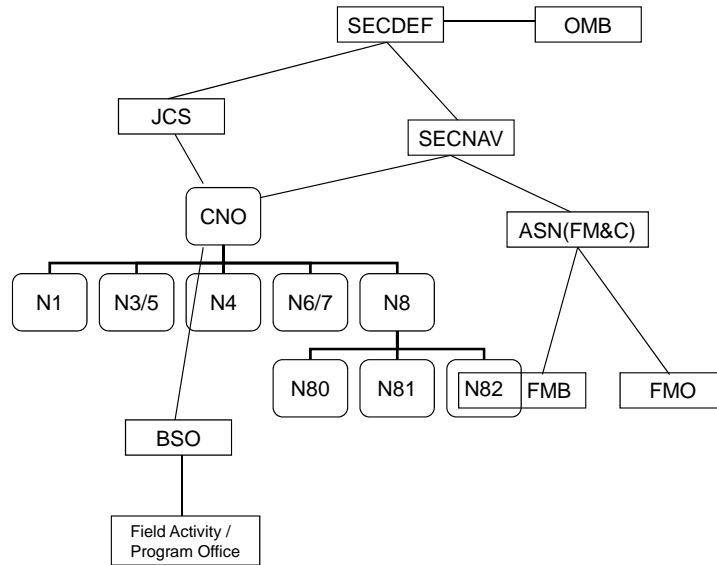 SECDEF
OMB
JCS
SECNAV
CNO
ASN(FM&C)
N1
N3/5
N4
N6/7
N8
N80
N81
N82
FMB
FMO
BSO
Field Activity /
Program Office